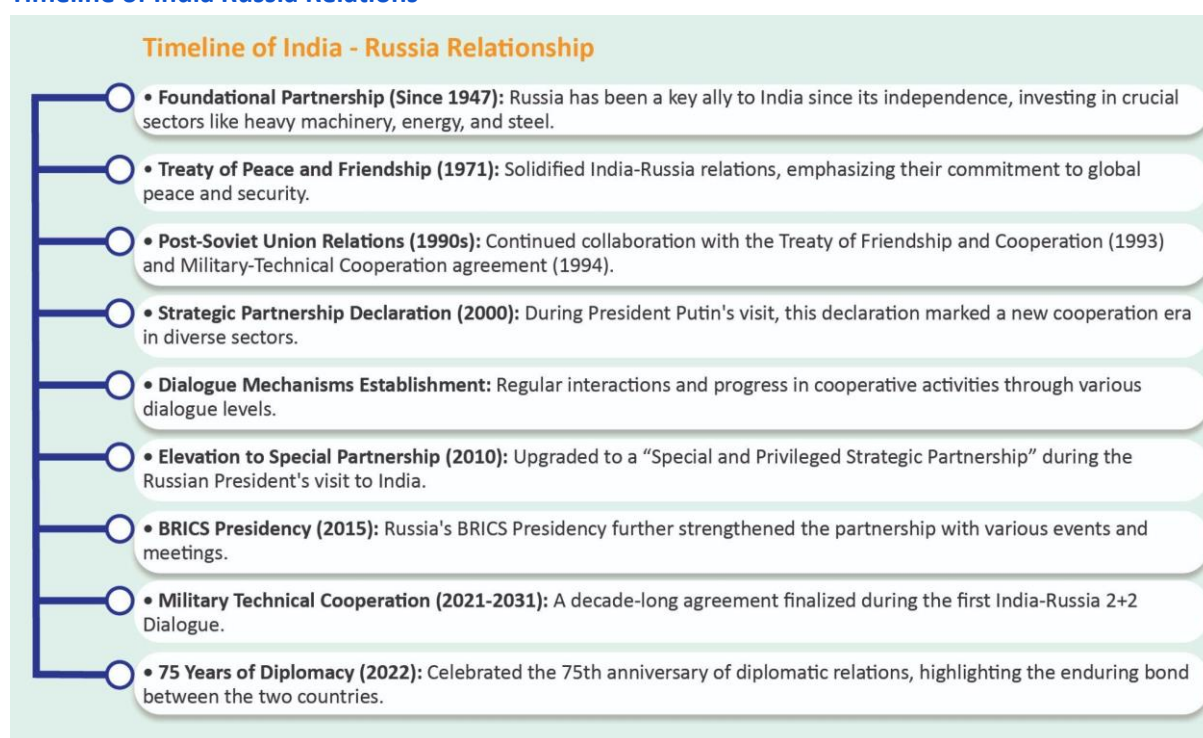 Timeline of India Russia Relations
Timeline of India - Russia Relationship
• Foundational Partnership (Since 1947): Russia has been a key ally to India since its independence, investing in crucial
sectors like heavy machinery, energy, and steel.
• Treaty of Peace and Friendship (1971): Solidified India-Russia relations, emphasizing their commitment to global
peace and security.
• Post-Soviet Union Relations (1990s): Continued collaboration with the Treaty of Friendship and Cooperation (1993)
and Military-Technical Cooperation agreement (1994).
• Strategic Partnership Declaration (2000): During President Putin's visit, this declaration marked a new cooperation era
in diverse sectors.
• Dialogue Mechanisms Establishment: Regular interactions and progress in cooperative activities through various
dialogue levels.
• Elevation to Special Partnership (2010): Upgraded to a “Special and Privileged Strategic Partnership” during the
Russian President's visit to India.
• BRICS Presidency (2015): Russia's BRICS Presidency further strengthened the partnership with various events and
meetings.
• Military Technical Cooperation (2021-2031): A decade-long agreement finalized during the first India-Russia 2+2
Dialogue.
• 75 Years of Diplomacy (2022): Celebrated the 75th anniversary of diplomatic relations, highlighting the enduring bond
between the two countries.